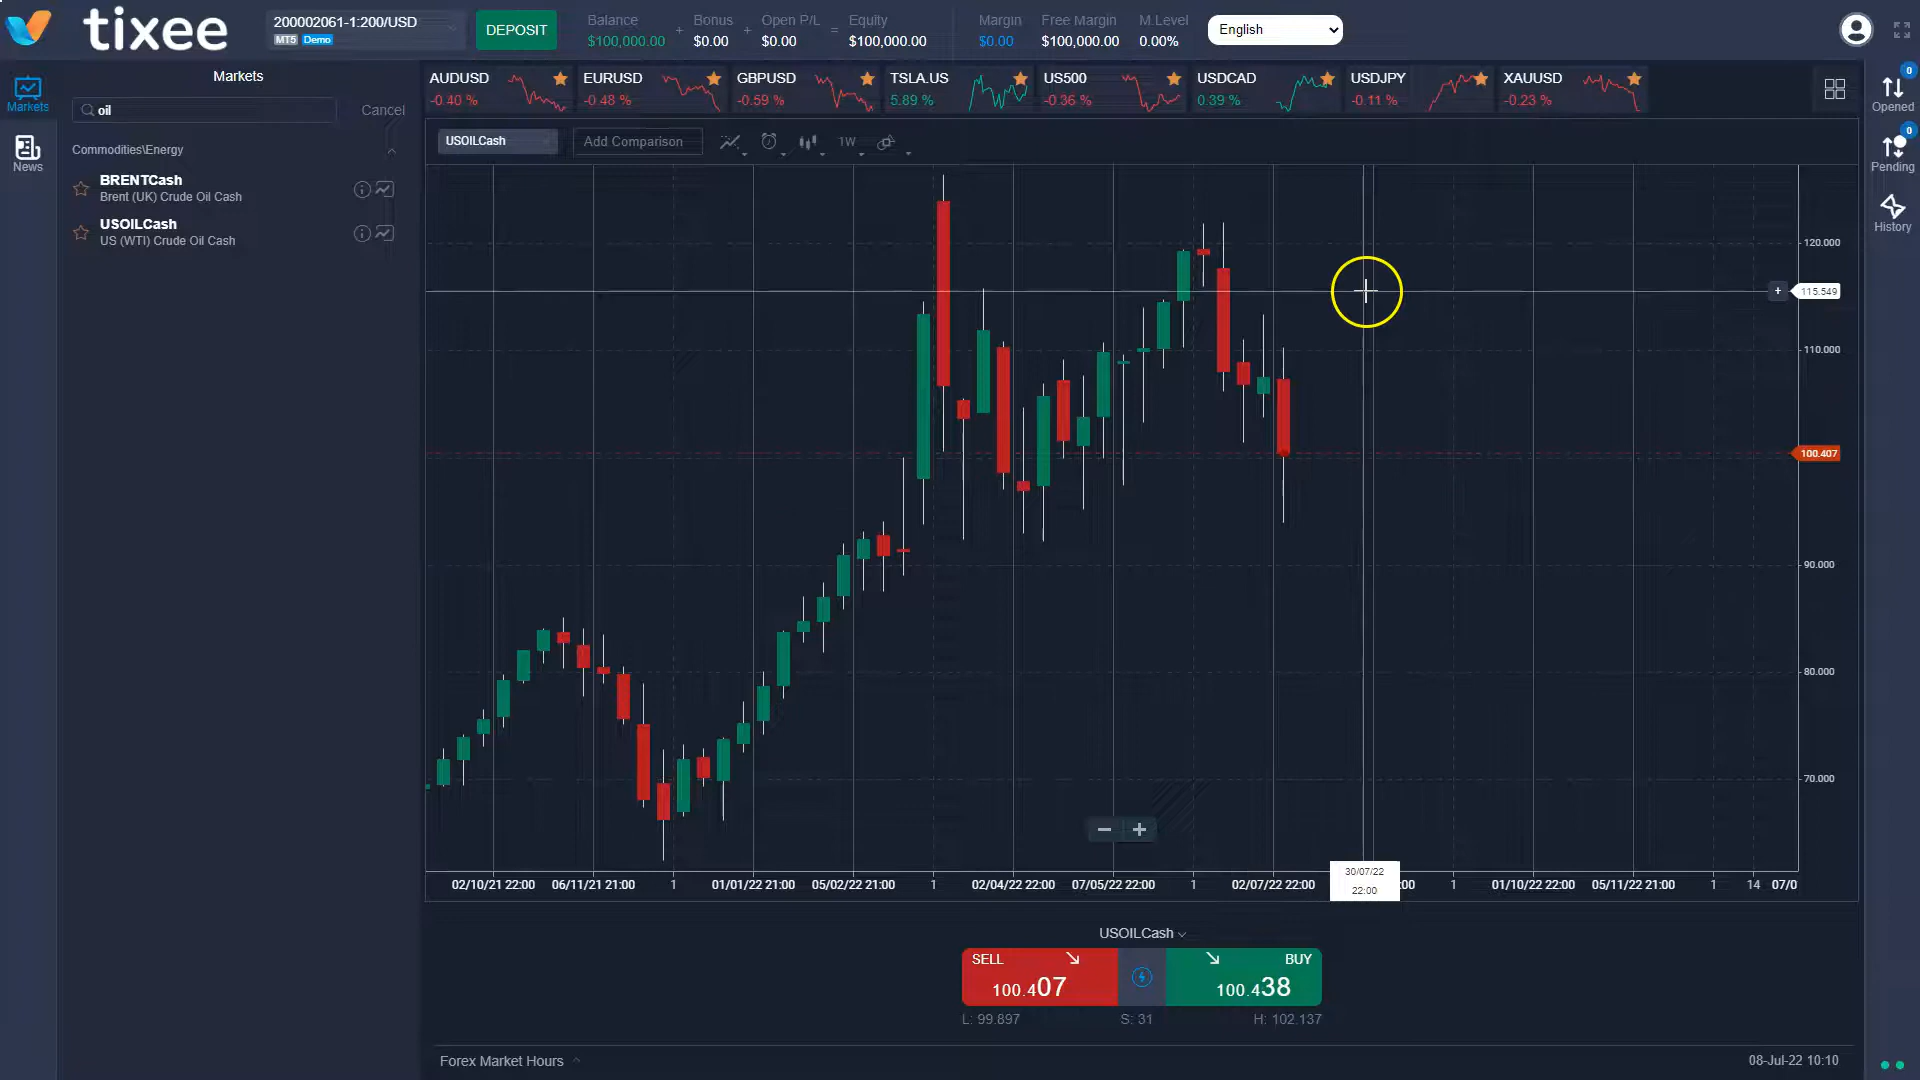 tixee
200002061-1:200/USD
MT5 Demo
DEPOSIT
Balance
$100,000.00
+
Bonus
$0.00
+
Open P/L
$0.00
=
Equity
$100,000.00
Margin
$0.00
Free Margin
$100,000.00
M.Level
0.00%
English
Markets
News
Markets
oil
Cancel
Commodities\Energy
BRENTCash
Brent (UK) Crude Oil Cash
USOILCash
US (WTI) Crude Oil Cash
AUDUSD
-0.40 %
EURUSD
-0.48 %
GBPUSD
-0.59 %
TSLA.US
5.89 %
US500
-0.36 %
USDCAD
0.39 %
USDJPY
-0.11 %
XAUUSD
-0.23 %
0
Opened
0
Pending
History
USOILCash
Add Comparison
1W
120.000
+ 115.549
110.000
100.407
90.000
80.000
70.000
02/10/21 22:00
06/11/21 21:00
1
01/01/22 21:00
05/02/22 21:00
1
02/04/22 22:00
07/05/22 22:00
1
02/07/22 22:00
30/07/22
22:00
:00
1
01/10/22 22:00
05/11/22 21:00
1
14
07/0
USOILCash
SELL
100.407
BUY
100.438
L: 99.897
S: 31
H: 102.137
Forex Market Hours
08-Jul-22 10:10